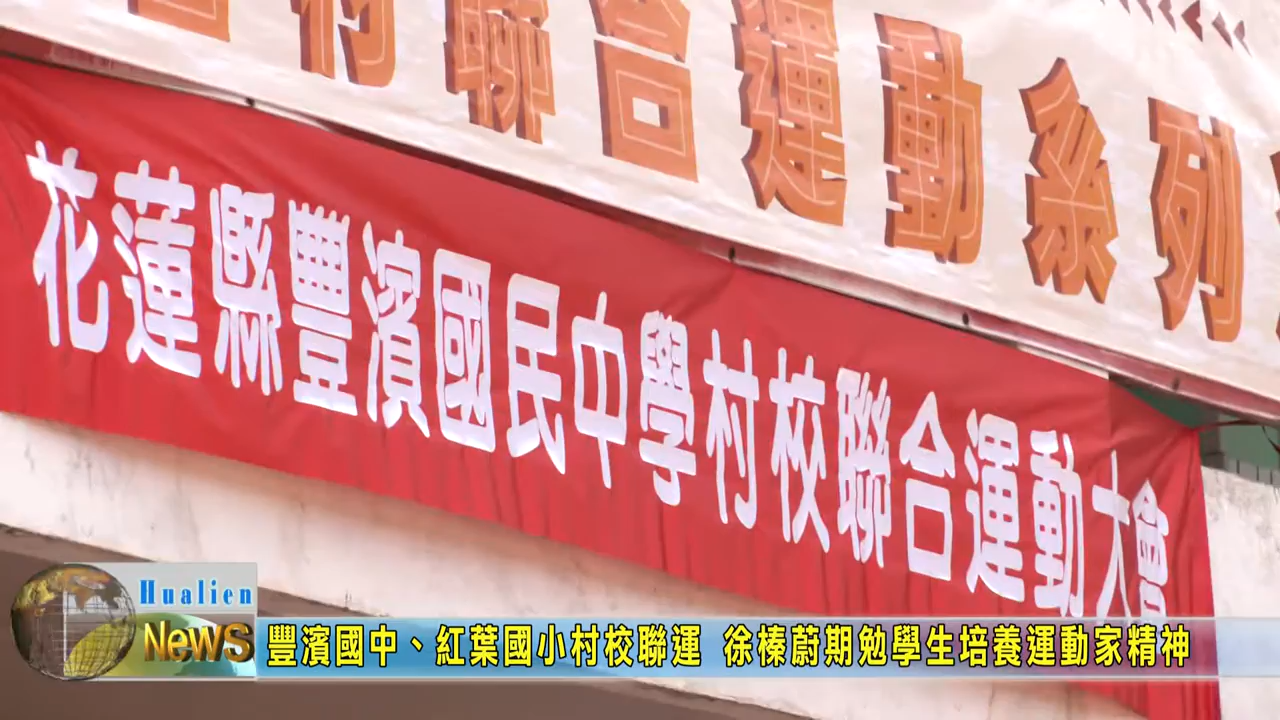 村聯合運動系列
花蓮縣豐濱國民中學村校聯合運動大會
Hualien
News
豐濱國中、紅葉國小村校聯運 徐榛蔚期勉學生培養運動家精神